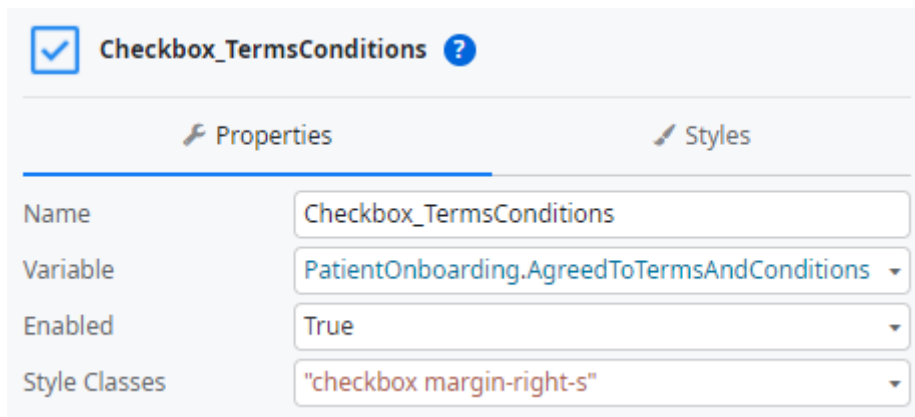 Checkbox_TermsConditions ?
Properties Styles
Name Checkbox_TermsConditions
Variable PatientOnboarding.AgreedToTermsAndConditions
Enabled True
Style Classes "checkbox margin-right-s"